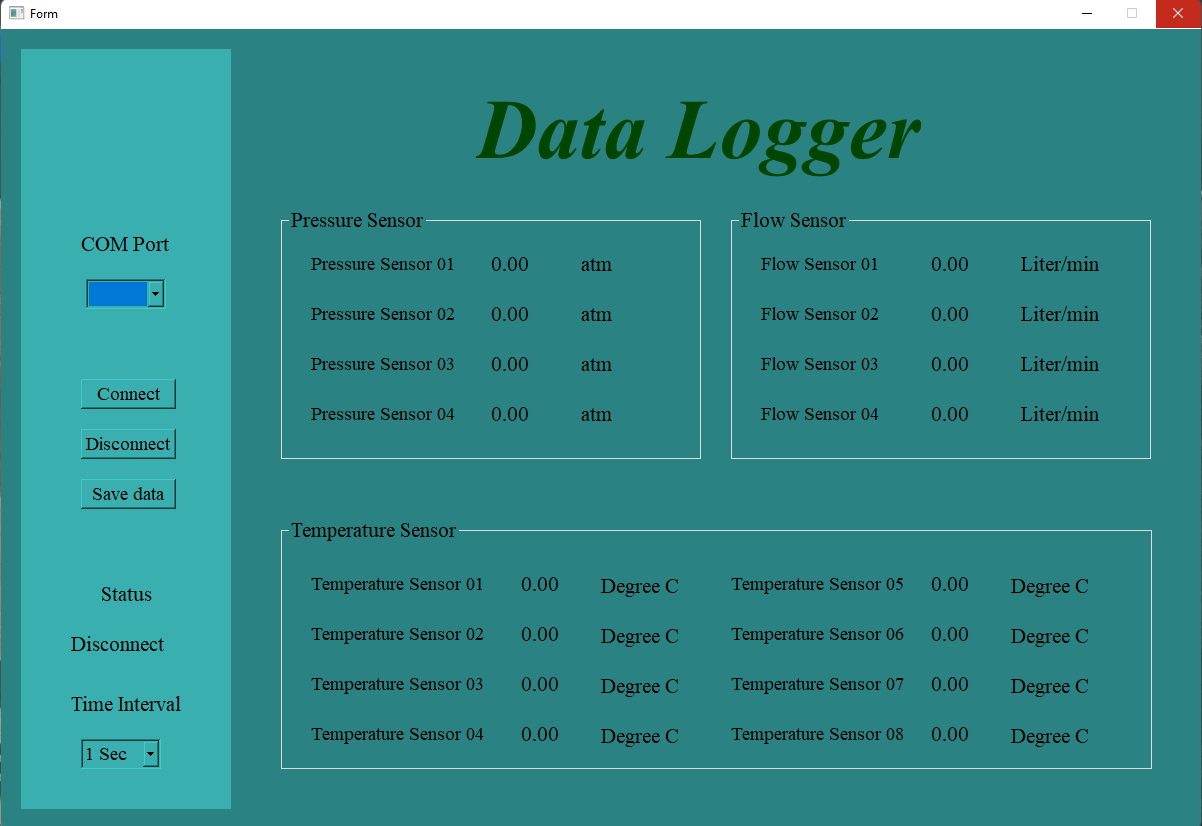 Form
Data Logger
COM Port
Connect
Disconnect
Save data
Status
Disconnect
Time Interval
1 Sec
Pressure Sensor
Pressure Sensor 01 0.00 atm
Pressure Sensor 02 0.00 atm
Pressure Sensor 03 0.00 atm
Pressure Sensor 04 0.00 atm
Flow Sensor
Flow Sensor 01 0.00 Liter/min
Flow Sensor 02 0.00 Liter/min
Flow Sensor 03 0.00 Liter/min
Flow Sensor 04 0.00 Liter/min
Temperature Sensor
Temperature Sensor 01 0.00 Degree C Temperature Sensor 05 0.00 Degree C
Temperature Sensor 02 0.00 Degree C Temperature Sensor 06 0.00 Degree C
Temperature Sensor 03 0.00 Degree C Temperature Sensor 07 0.00 Degree C
Temperature Sensor 04 0.00 Degree C Temperature Sensor 08 0.00 Degree C